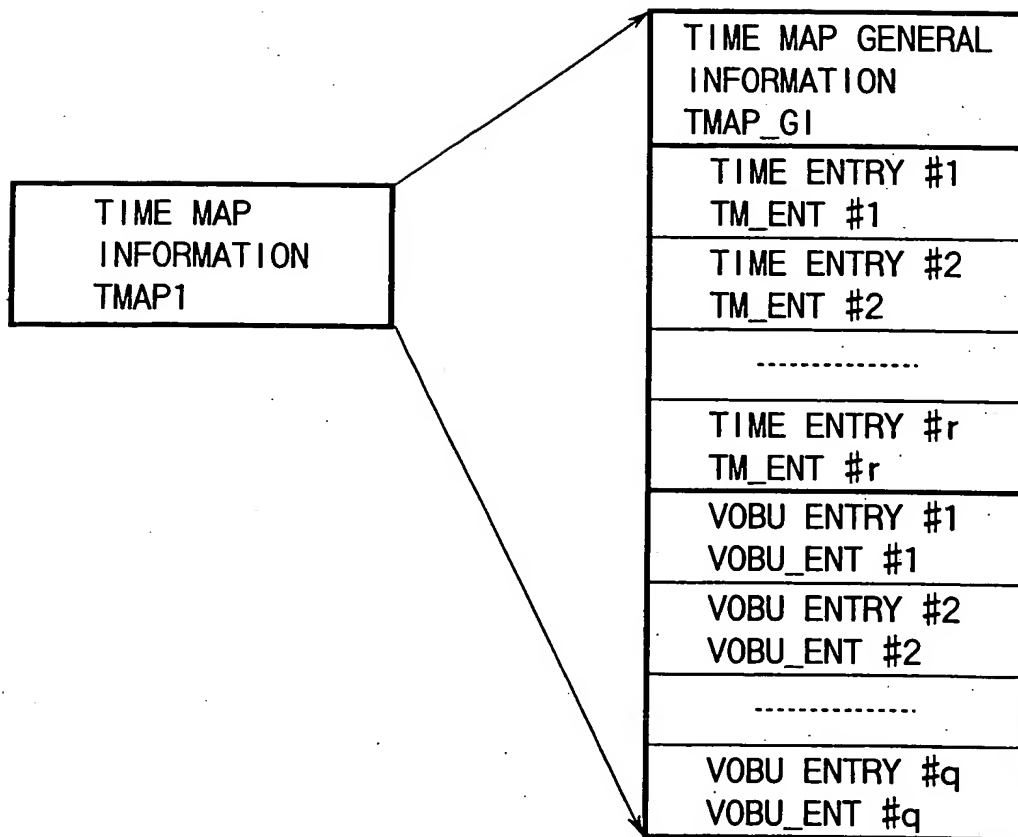 TIME MAP
INFORMATION
TMAP1
TIME MAP GENERAL
INFORMATION
TMAP_GI
TIME ENTRY #1
TM_ENT #1
TIME ENTRY #2
TM_ENT #2
TIME ENTRY #r
TM_ENT #r
VOBU ENTRY #1
VOBU_ENT #1
VOBU ENTRY #2
VOBU_ENT #2
VOBU ENTRY #q
VOBU_ENT #q